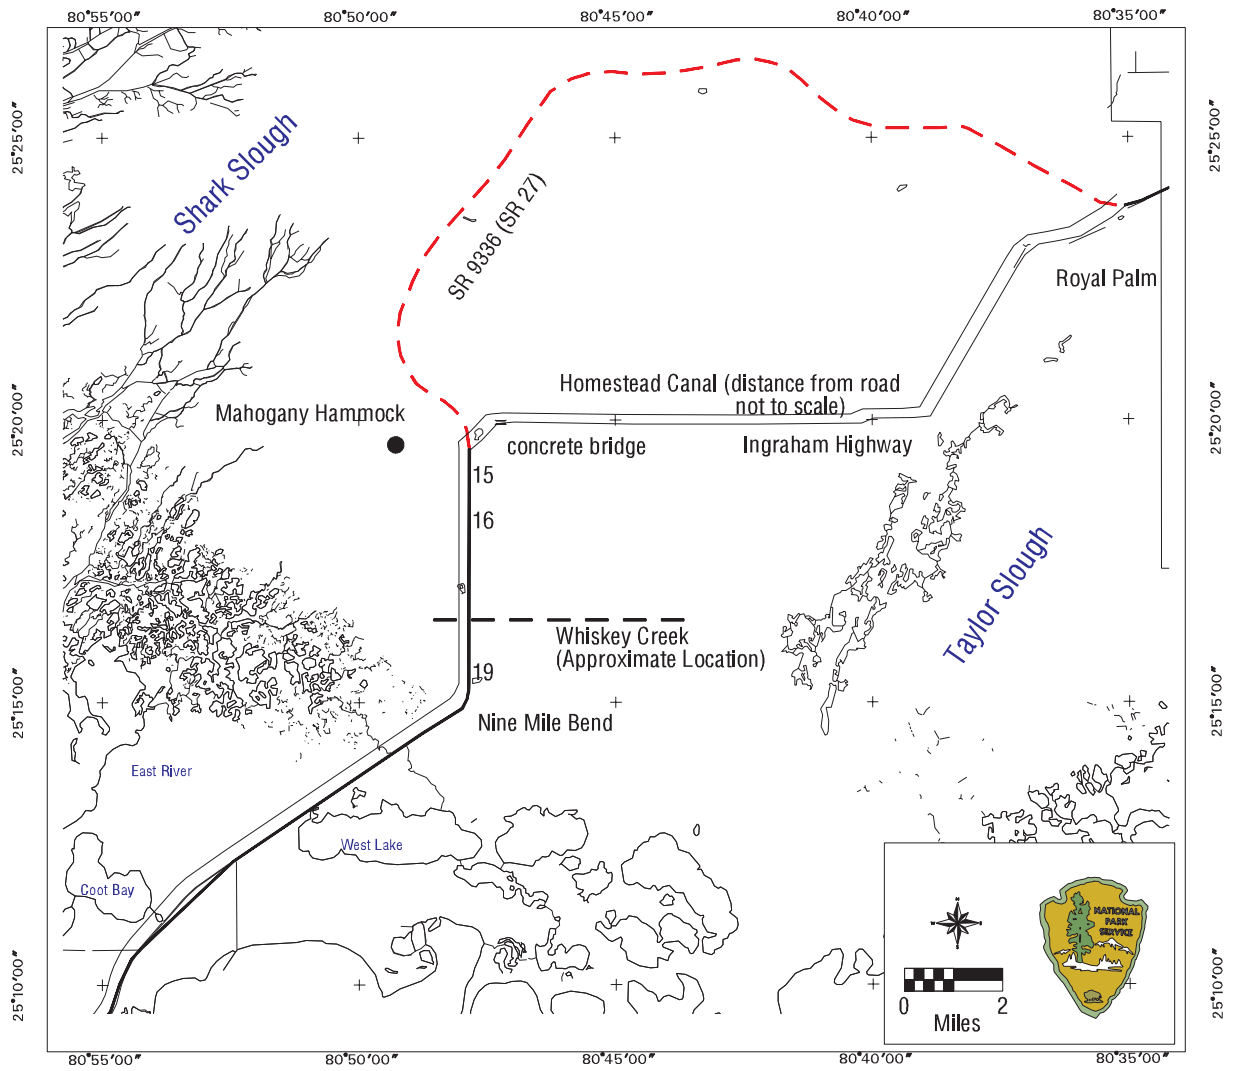 80°55′00″
80°50′00″
80°45′00″
80°40′00″
80°35′00″
25°25′00″
25°25′00″
Shark Slough
SR 9336 (SR 27)
Royal Palm
Homestead Canal (distance from road
not to scale)
Mahogany Hammock
25°20′00″
25°20′00″
concrete bridge
Ingraham Highway
15
16
Taylor Slough
Whiskey Creek
(Approximate Location)
19
25°15′00″
25°15′00″
Nine Mile Bend
East River
West Lake
Coot Bay
NATIONAL
PARK
SERVICE
N
W
E
S
25°10′00″
25°10′00″
0
2
Miles
80°55′00″
80°50′00″
80°45′00″
80°40′00″
80°35′00″